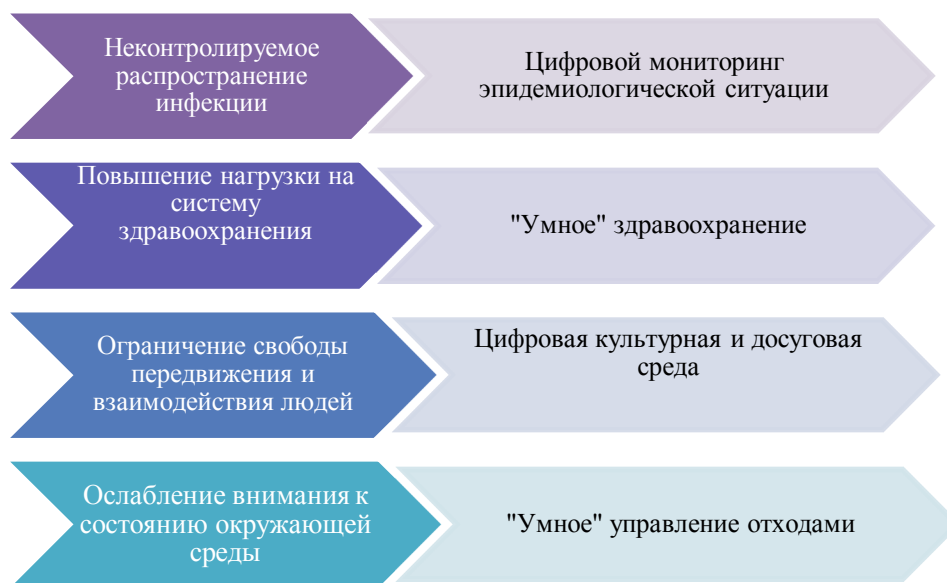 Неконтролируемое
распространение
инфекции
Цифровой мониторинг
эпидемиологической ситуации
Повышение нагрузки на
систему
здравоохранения
"Умное" здравоохранение
Ограничение свободы
передвижения и
взаимодействия людей
Цифровая культурная и досуговая
среда
Ослабление внимания к
состоянию окружающей
среды
"Умное" управление отходами